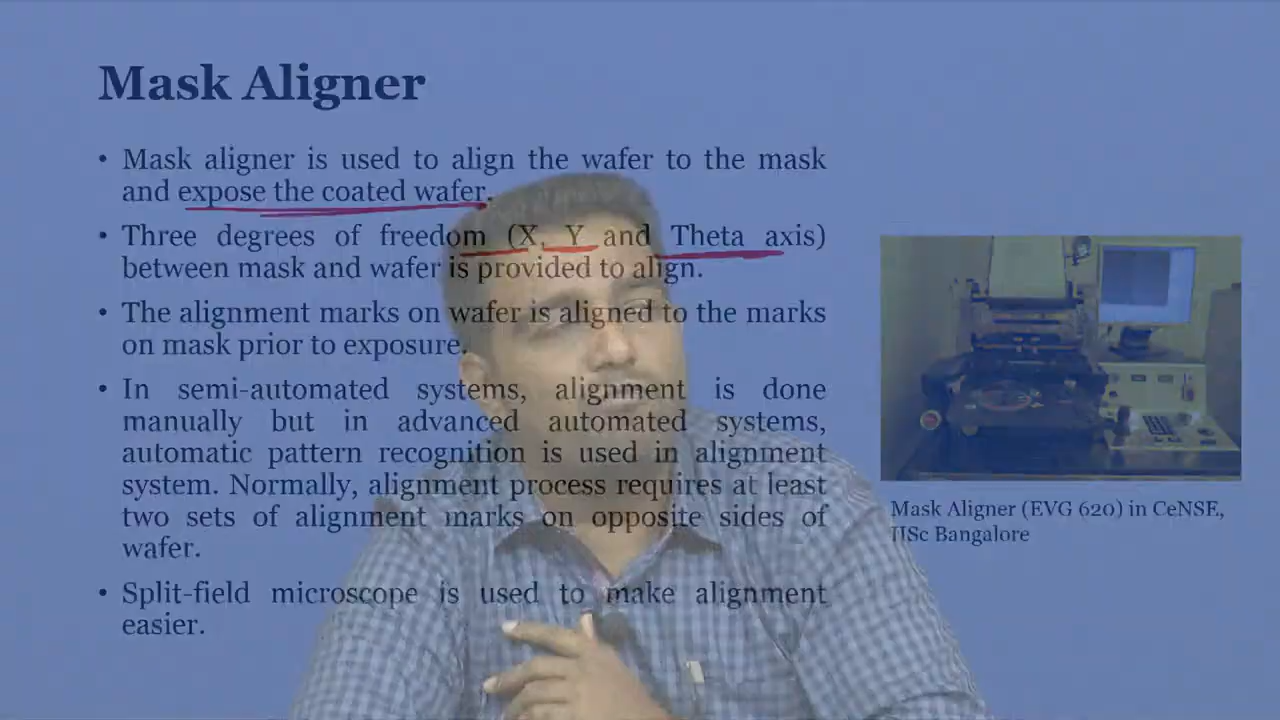 Mask Aligner
• Mask aligner is used to align the wafer to the mask
and expose the coated wafer.
• Three degrees of freedom (X, Y and Theta axis)
between mask and wafer is provided to align.
• The alignment marks on wafer is aligned to the marks
on mask prior to exposure.
• In semi-automated systems, alignment is done
manually but in advanced automated systems,
automatic pattern recognition is used in alignment
system. Normally, alignment process requires at least
two sets of alignment marks on opposite sides of
wafer.
• Split-field microscope is used to make alignment
easier.
Mask Aligner (EVG 620) in CeNSE,
IISc Bangalore